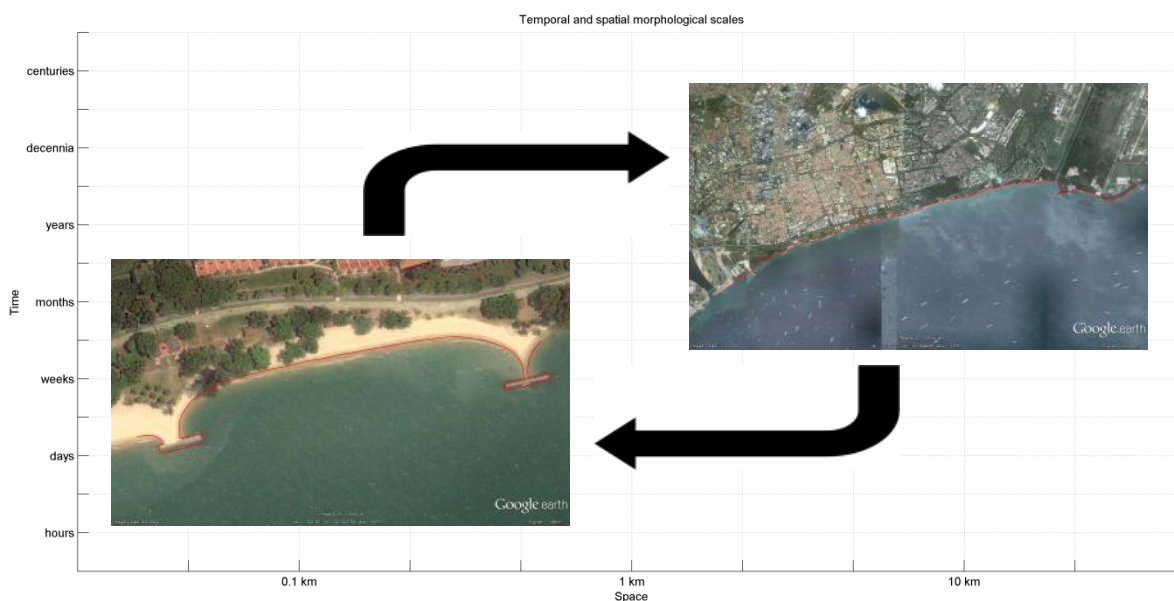 Temporal and spatial morphological scales
centuries
decennia
years
months
weeks
days
hours
Time
Google earth
Google earth
0.1 km
1 km
10 km
Space